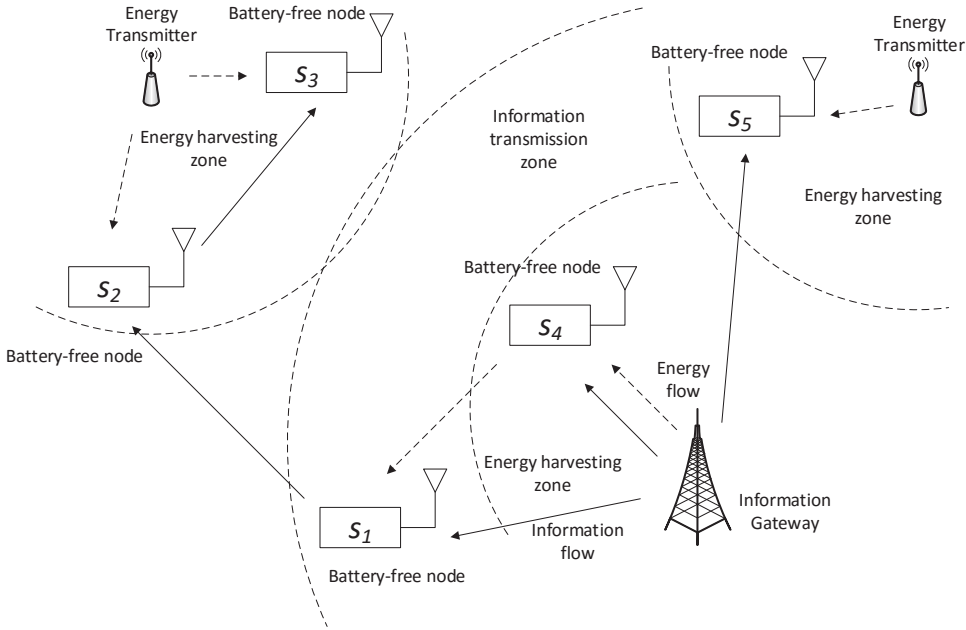 Energy
Transmitter
Battery-free node
S3
Energy harvesting
zone
S2
Battery-free node
Information
transmission
zone
Battery-free node
S5
Energy
Transmitter
Energy harvesting
zone
Battery-free node
S4
Energy
flow
Energy harvesting
zone
Information
Gateway
S1
Information
flow
Battery-free node